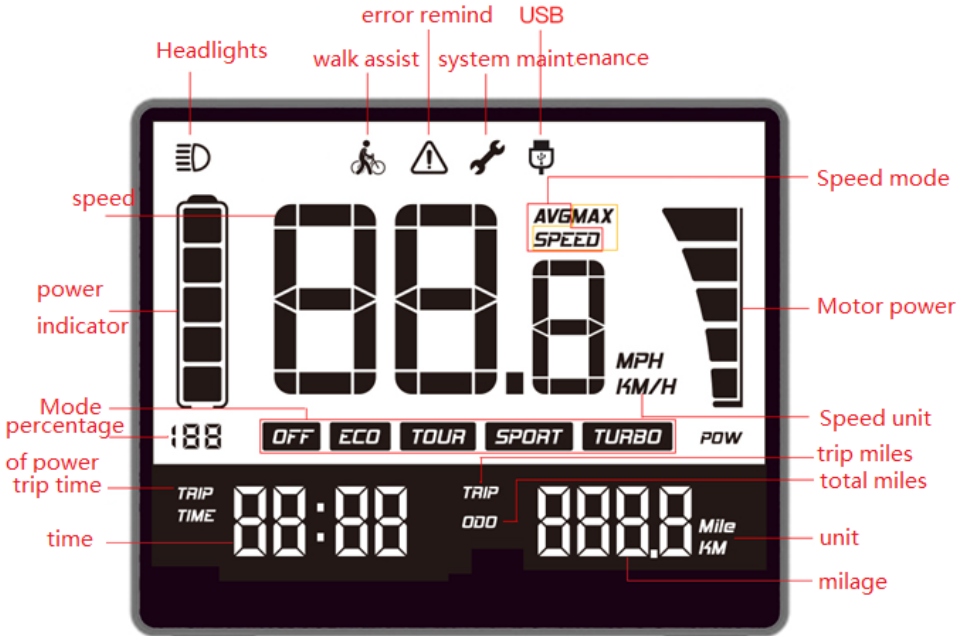 error remind
USB
Headlights
walk assist
system maintenance
Speed mode
speed
AVGMAX
SPEED
88.8
power
indicator
Motor power
MPH
KM/H
Mode
percentage
188
OFF ECO TOUR SPORT TURBO
POW
Speed unit
of power
trip time
TRIP
TIME
88:88
TRIP
ODO
888.8
Mile
KM
trip miles
total miles
time
unit
milage